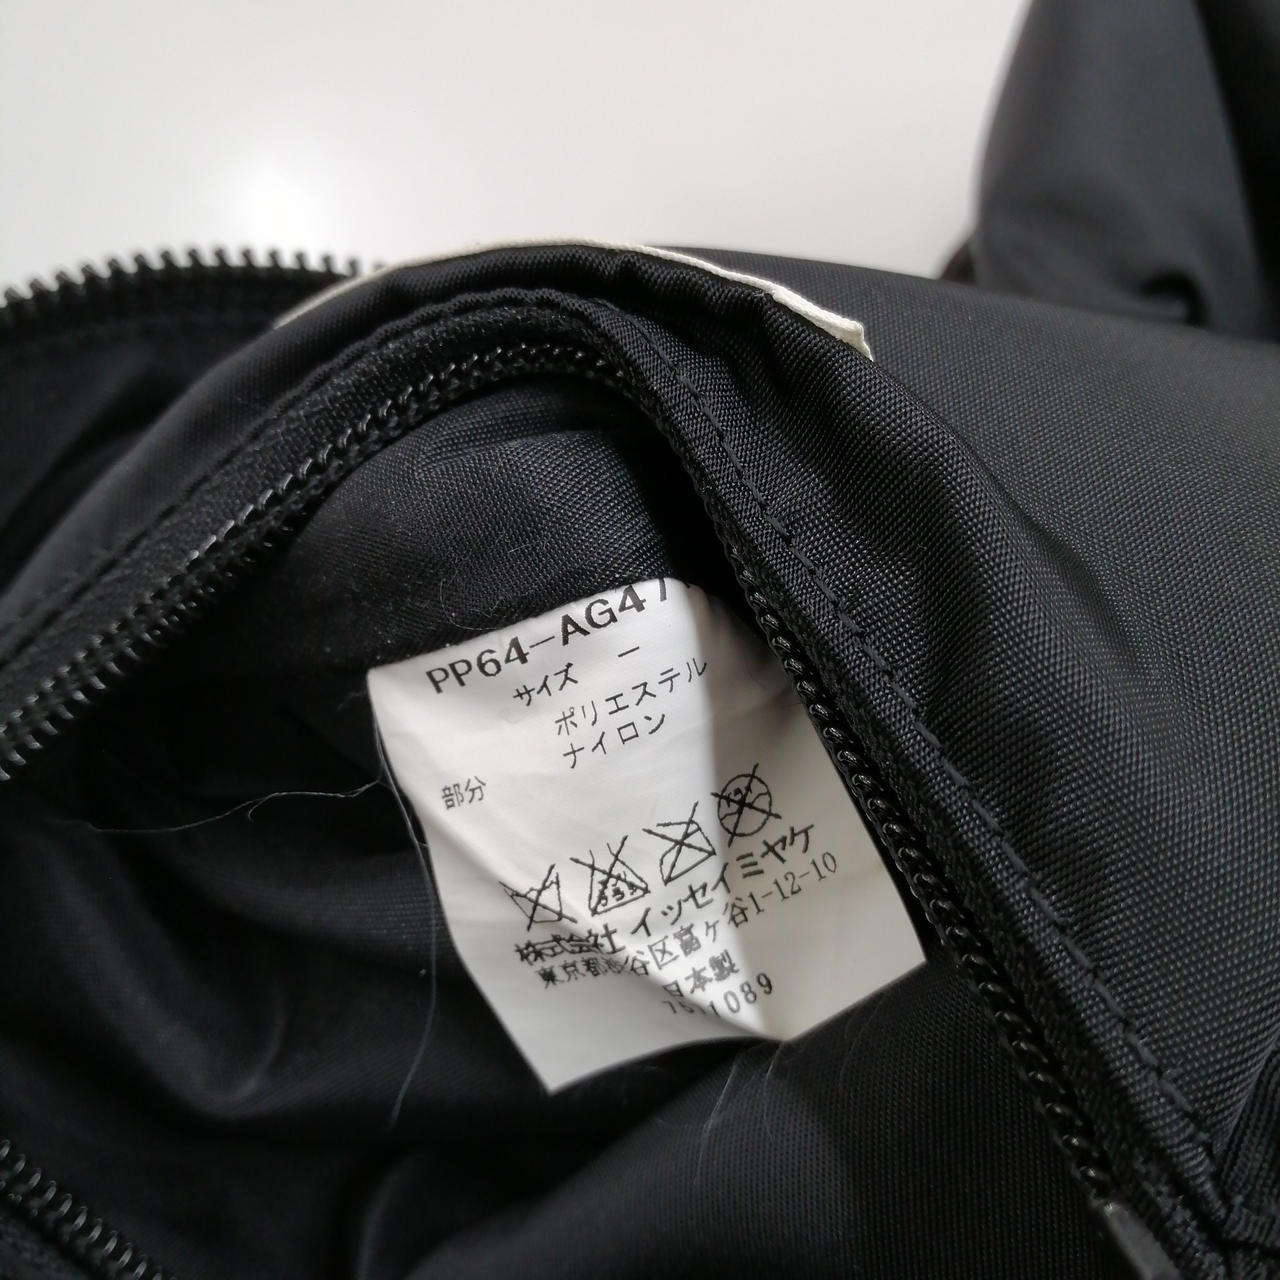 PP64-AG47
サイズ ー
ポリエステル
ナイロン
部分
株式会社 イッセイミヤケ
東京都渋谷区富ヶ谷1-12-10
日本製